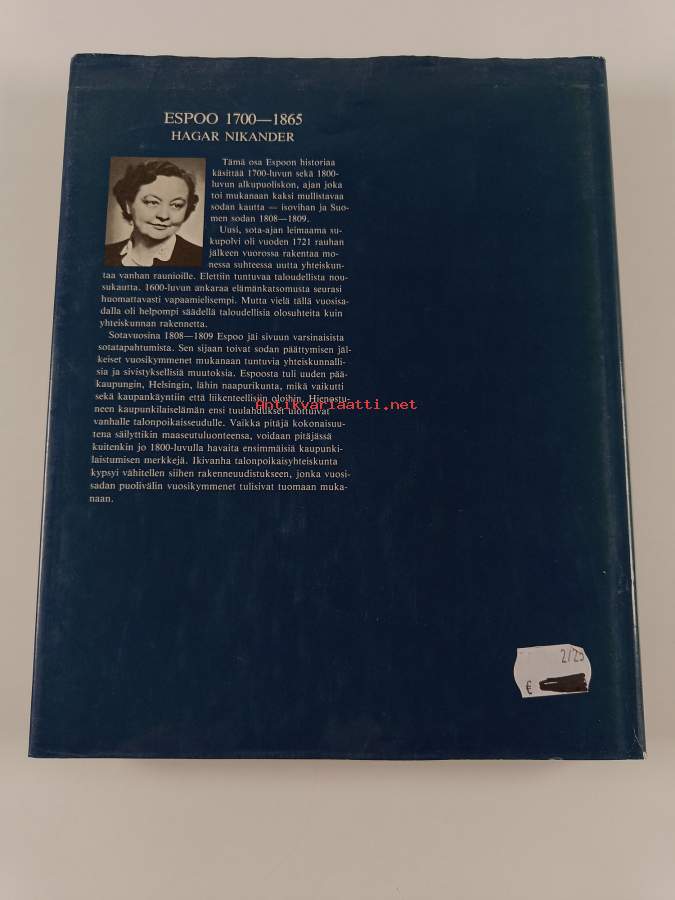 ESPOO 1700—1865
HAGAR NIKANDER
Tämä osa Espoon historiaa
käsittää 1700-luvun sekä 1800-
luvun alkupuoliskon, ajan joka
toi mukanaan kaksi mullistavaa
sodan kautta — isovihan ja Suo-
men sodan 1808—1809.
Uusi, sota-ajan leimaama su-
kupolvi oli vuoden 1721 rauhan
jälkeen vuorossa rakentaa mo-
nessa suhteessa uutta yhteiskun-
taa vanhan raunioille. Elettiin tuntuvaa taloudellista nou-
sukautta. 1600-luvun ankaraa elämänkatsomusta seurasi
huomattavasti vapaamielisempi. Mutta vielä tällä vuosisa-
dalla oli helpompi säädellä taloudellisia olosuhteita kuin
yhteiskunnan rakennetta.
Sotavuosina 1808—1809 Espoo jäi sivuun varsinaisista
sotatapahtumista. Sen sijaan toivat sodan päättymisen jäl-
keiset vuosikymmenet mukanaan tuntuvia yhteiskunnalli-
sia ja sivistyksellisiä muutoksia. Espoosta tuli uuden pää-
kaupungin, Helsingin, lähin naapurikunta, mikä vaikutti
sekä kaupankäyntiin että liikenteellisiin oloihin. Hienostu-
neen kaupunkilaiselämän ensi tuulahdukset ulottuivat
vanhalle talonpoikaisseudulle. Vaikka pitäjä kokonaisuu-
tena säilyttikin maaseutuluonteensa, voidaan pitäjässä
kuitenkin jo 1800-luvulla havaita ensimmäisiä kaupunki-
laistumisen merkkejä. Ikivanha talonpoikaisyhteiskunta
kypsyi vähitellen siihen rakenneuudistukseen, jonka vuosi-
sadan puolivälin vuosikymmenet tulisivat tuomaan muka-
naan.
Antikvariaatti.net
2/25
€